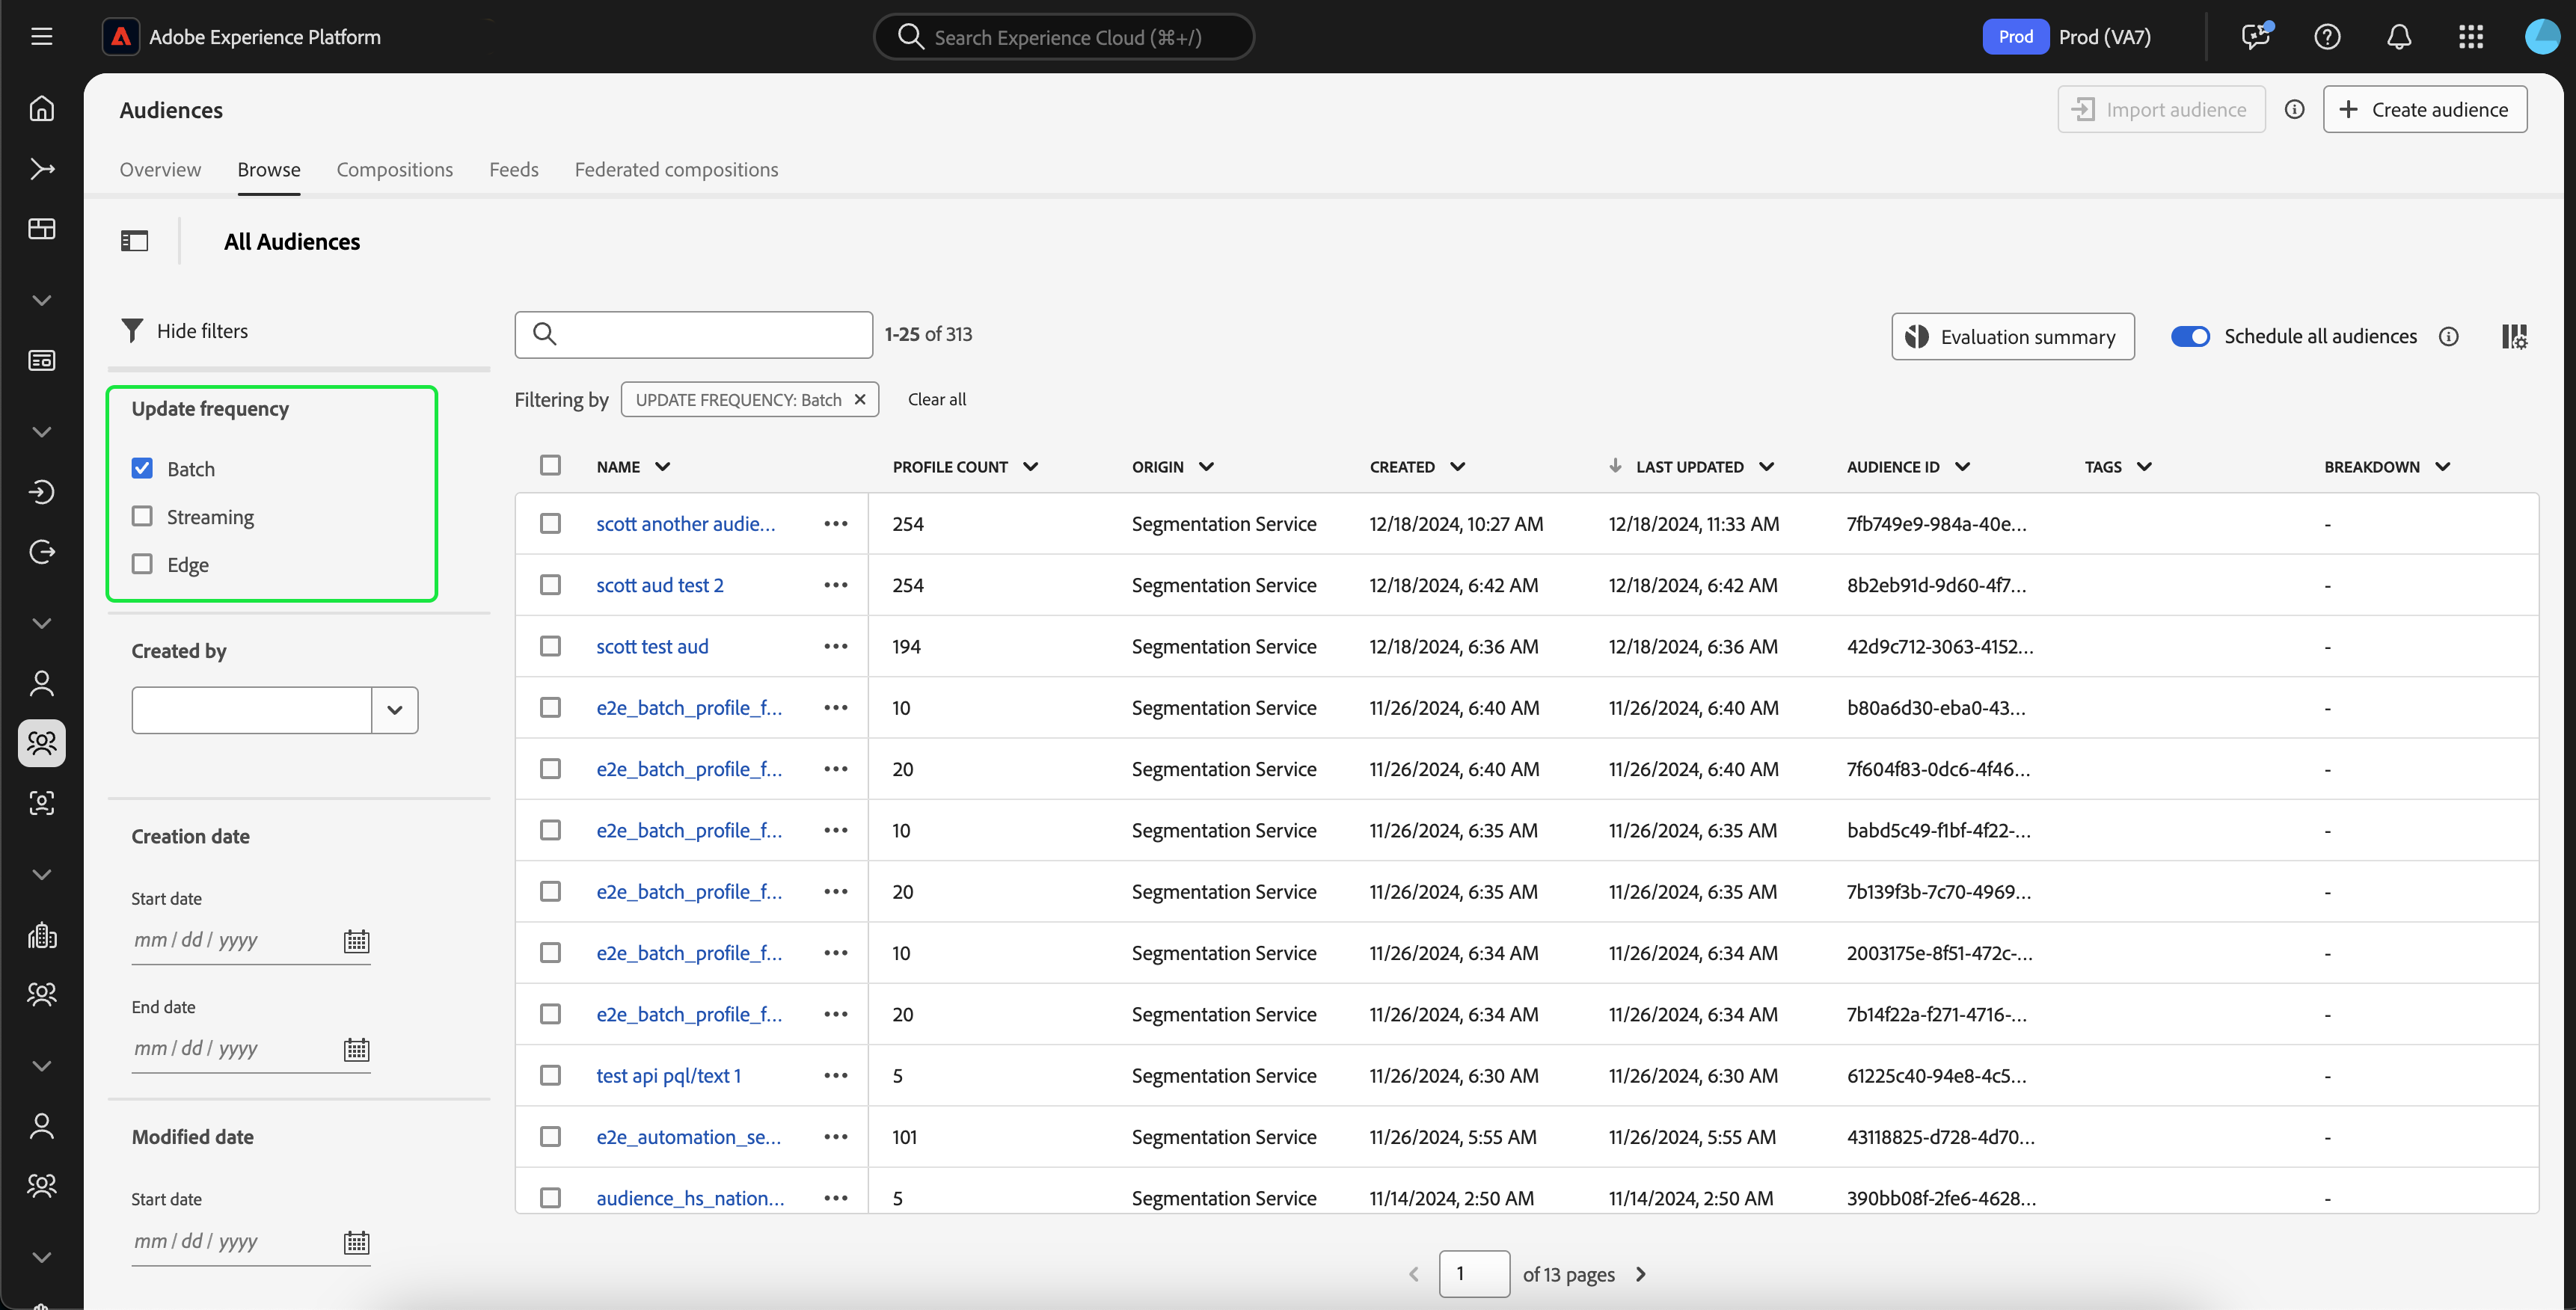 Adobe Experience Platform
Search Experience Cloud (⌘+/)
Prod Prod (VA7)
Audiences
Import audience
Create audience
Overview Browse Compositions Feeds Federated compositions
All Audiences
Hide filters
1-25 of 313
Evaluation summary
Schedule all audiences
Filtering by UPDATE FREQUENCY: Batch Clear all
Update frequency
Batch
Streaming
Edge
Created by
Creation date
Start date
mm / dd / yyyy
End date
mm / dd / yyyy
Modified date
Start date
mm / dd / yyyy
NAME PROFILE COUNT ORIGIN CREATED LAST UPDATED AUDIENCE ID TAGS BREAKDOWN
scott another audie... 254 Segmentation Service 12/18/2024, 10:27 AM 12/18/2024, 11:33 AM 7fb749e9-984a-40e... -
scott aud test 2 254 Segmentation Service 12/18/2024, 6:42 AM 12/18/2024, 6:42 AM 8b2eb91d-9d60-4f7... -
scott test aud 194 Segmentation Service 12/18/2024, 6:36 AM 12/18/2024, 6:36 AM 42d9c712-3063-4152... -
e2e_batch_profile_f... 10 Segmentation Service 11/26/2024, 6:40 AM 11/26/2024, 6:40 AM b80a6d30-eba0-43... -
e2e_batch_profile_f... 20 Segmentation Service 11/26/2024, 6:40 AM 11/26/2024, 6:40 AM 7f604f83-0dc6-4f46... -
e2e_batch_profile_f... 10 Segmentation Service 11/26/2024, 6:35 AM 11/26/2024, 6:35 AM babd5c49-f1bf-4f22-... -
e2e_batch_profile_f... 20 Segmentation Service 11/26/2024, 6:35 AM 11/26/2024, 6:35 AM 7b139f3b-7c70-4969... -
e2e_batch_profile_f... 10 Segmentation Service 11/26/2024, 6:34 AM 11/26/2024, 6:34 AM 2003175e-8f51-472c-... -
e2e_batch_profile_f... 20 Segmentation Service 11/26/2024, 6:34 AM 11/26/2024, 6:34 AM 7b14f22a-f271-4716-... -
test api pql/text 1 5 Segmentation Service 11/26/2024, 6:30 AM 11/26/2024, 6:30 AM 61225c40-94e8-4c5... -
e2e_automation_se... 101 Segmentation Service 11/26/2024, 5:55 AM 11/26/2024, 5:55 AM 43118825-d728-4d70... -
audience_hs_nation... 5 Segmentation Service 11/14/2024, 2:50 AM 11/14/2024, 2:50 AM 390bb08f-2fe6-4628... -
1 of 13 pages